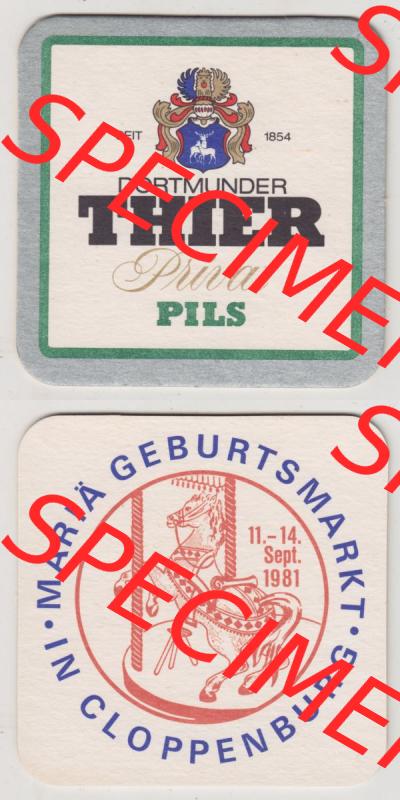 SEIT 1854
DORTMUNDER
THIER
Privat
PILS
SPECIMEN
MARIÄ GEBURTSMARKT
· IN CLOPPENBURG ·
11.-14.
Sept.
1981
SPECIMEN